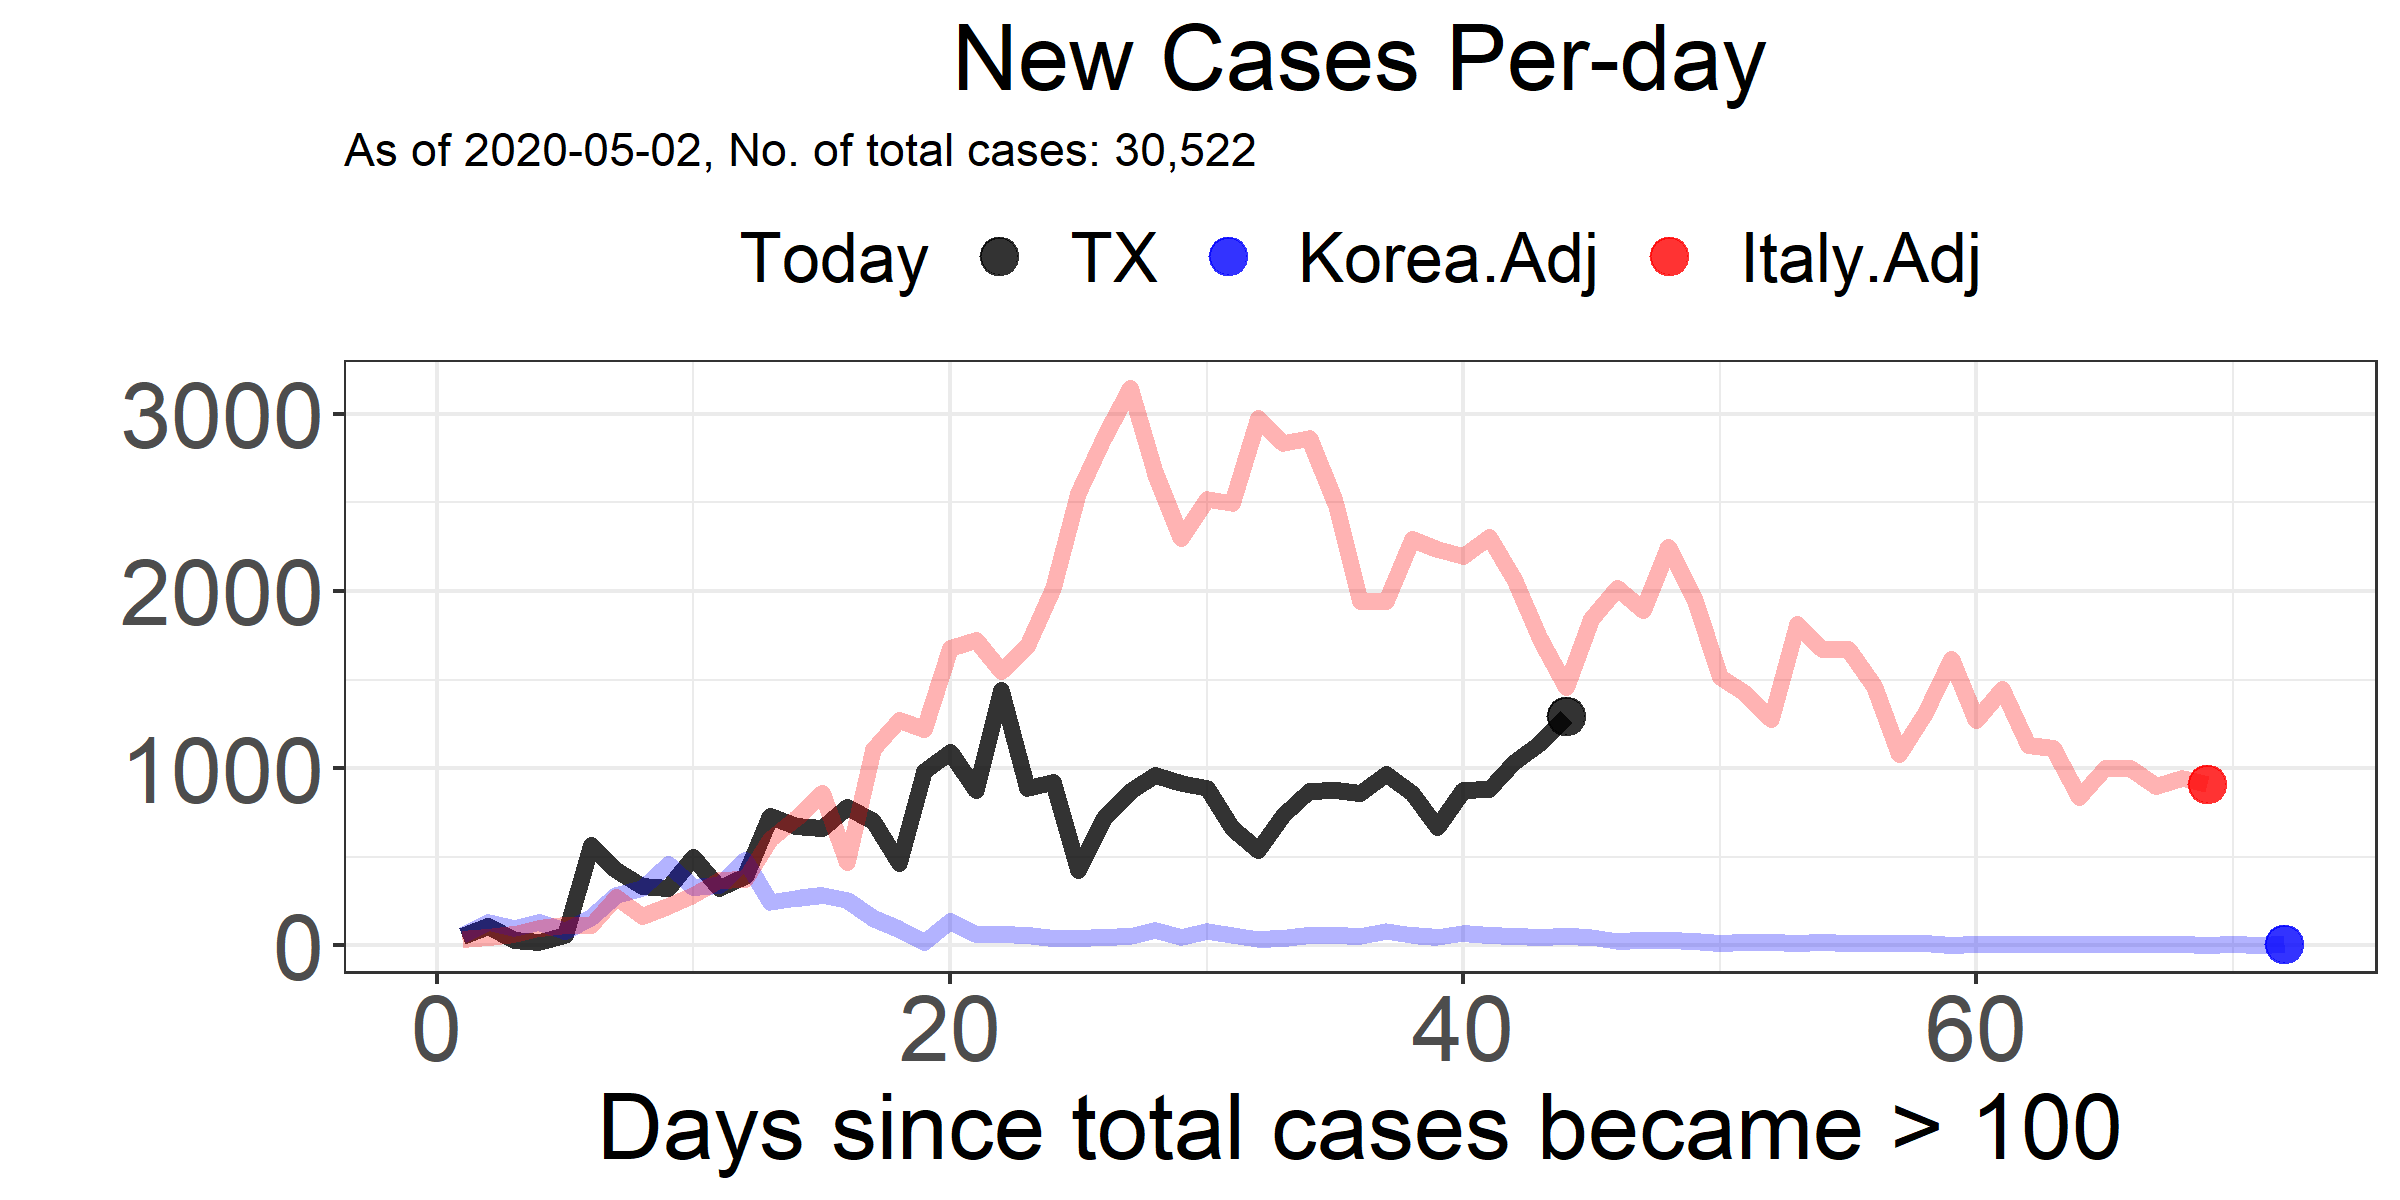 New Cases Per-day
As of 2020-05-02, No. of total cases: 30,522
Today TX Korea.Adj Italy.Adj
3000
2000
1000
0
0 20 40 60
Days since total cases became > 100